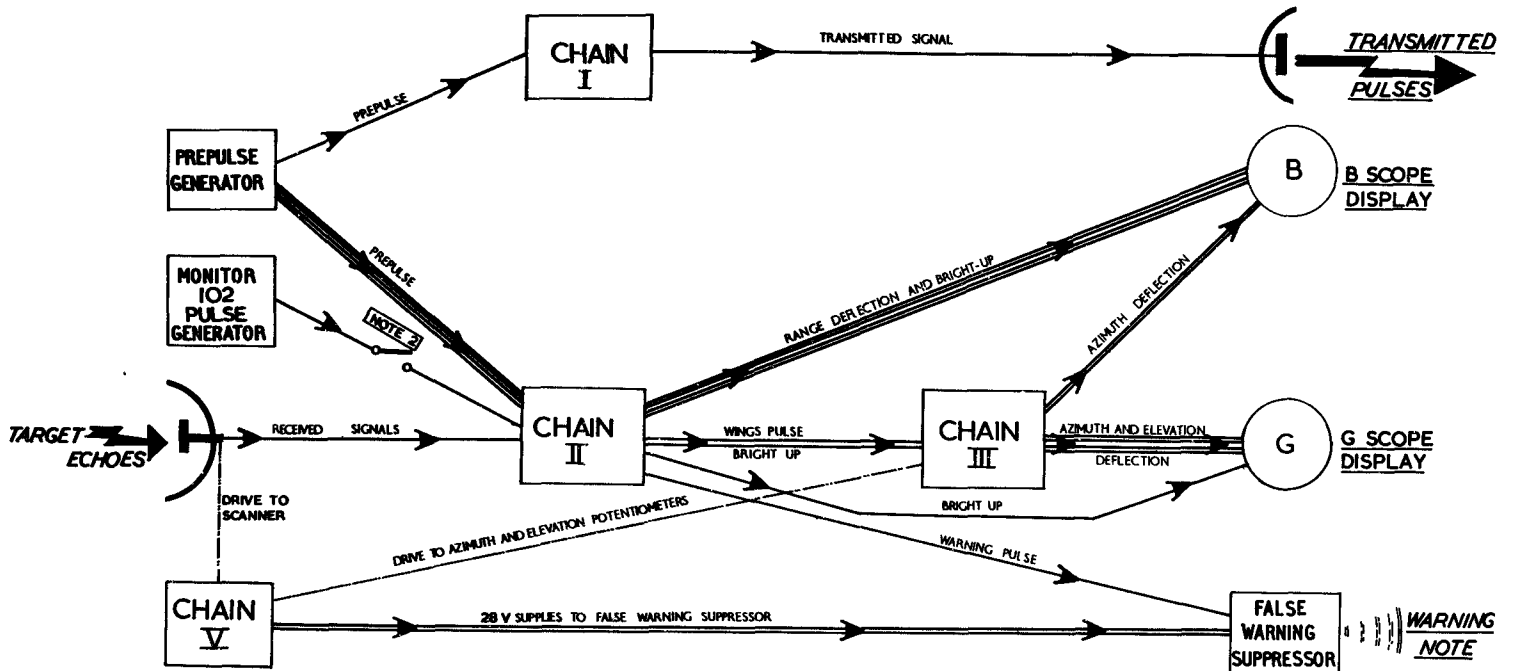 CHAIN
I
TRANSMITTED SIGNAL
TRANSMITTED
PULSES
PREPULSE
PREPULSE
GENERATOR
B
B SCOPE
DISPLAY
PREPULSE
MONITOR
102
PULSE
GENERATOR
NOTE 2
RANGE DEFLECTION AND BRIGHT-UP
AZIMUTH DEFLECTION
TARGET
ECHOES
RECEIVED SIGNALS
CHAIN
II
WINGS PULSE
BRIGHT UP
CHAIN
III
AZIMUTH AND ELEVATION
DEFLECTION
G
G SCOPE
DISPLAY
BRIGHT UP
DRIVE TO
SCANNER
DRIVE TO AZIMUTH AND ELEVATION POTENTIOMETERS
WARNING PULSE
CHAIN
V
28 V SUPPLIES TO FALSE WARNING SUPPRESSOR
FALSE
WARNING
SUPPRESSOR
WARNING
NOTE